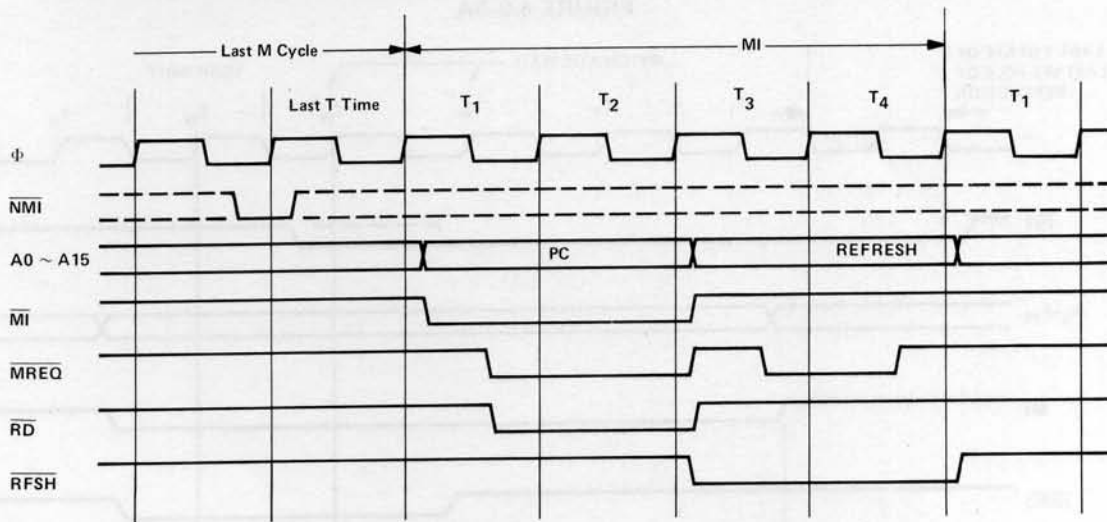 Last M Cycle
MI
Last T Time
T1
T2
T3
T4
T1
Φ
NMI
A0 ~ A15
PC
REFRESH
MI
MREQ
RD
RFSH